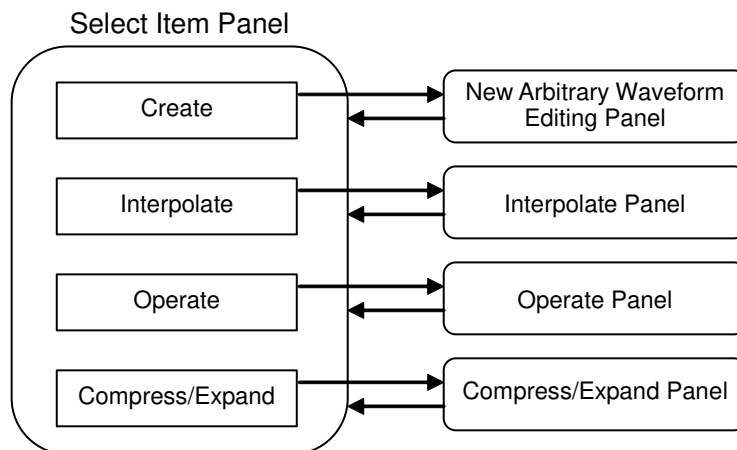 Select Item Panel
Create
New Arbitrary Waveform
Editing Panel
Interpolate
Interpolate Panel
Operate
Operate Panel
Compress/Expand
Compress/Expand Panel